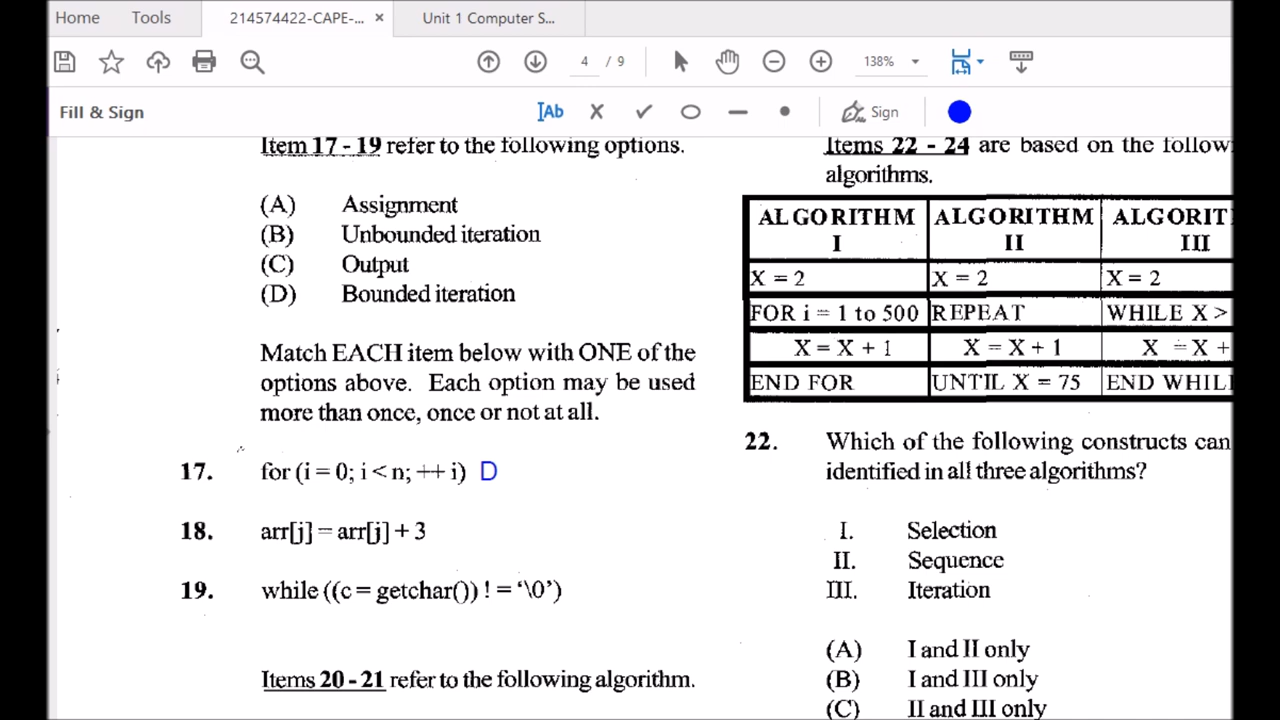 Home Tools 214574422-CAPE-... × Unit 1 Computer S...
4 / 9 138%
Fill & Sign Ab Sign
Item 17 - 19 refer to the following options.
(A) Assignment
(B) Unbounded iteration
(C) Output
(D) Bounded iteration
Match EACH item below with ONE of the
options above. Each option may be used
more than once, once or not at all.
17. for (i = 0; i < n; ++ i) D
18. arr[j] = arr[j] + 3
19. while ((c = getchar()) ! = ‘\0’)
Items 20 - 21 refer to the following algorithm.
Items 22 - 24 are based on the follow
algorithms.
ALGORITHM I ALGORITHM II ALGORIT III
X = 2 X = 2 X = 2
FOR i = 1 to 500 REPEAT WHILE X >
X = X + 1 X = X + 1 X = X +
END FOR UNTIL X = 75 END WHIL
22. Which of the following constructs can
identified in all three algorithms?
I. Selection
II. Sequence
III. Iteration
(A) I and II only
(B) I and III only
(C) II and III only